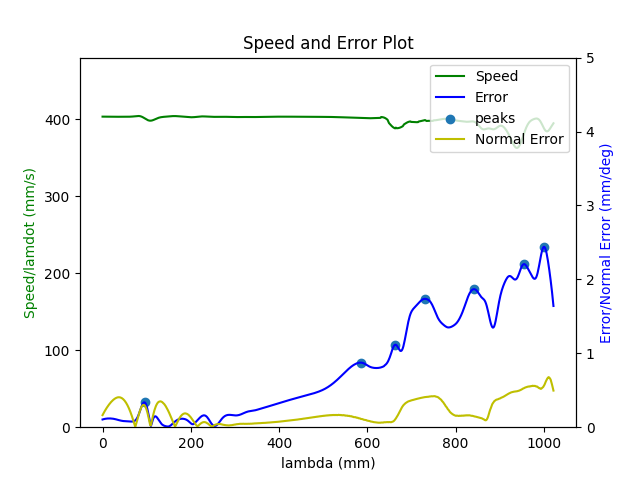 Speed and Error Plot
Speed
Error
peaks
Normal Error
Speed/lamdot (mm/s)
400
300
200
100
0
5
4
3
2
1
0
Error/Normal Error (mm/deg)
0 200 400 600 800 1000
lambda (mm)